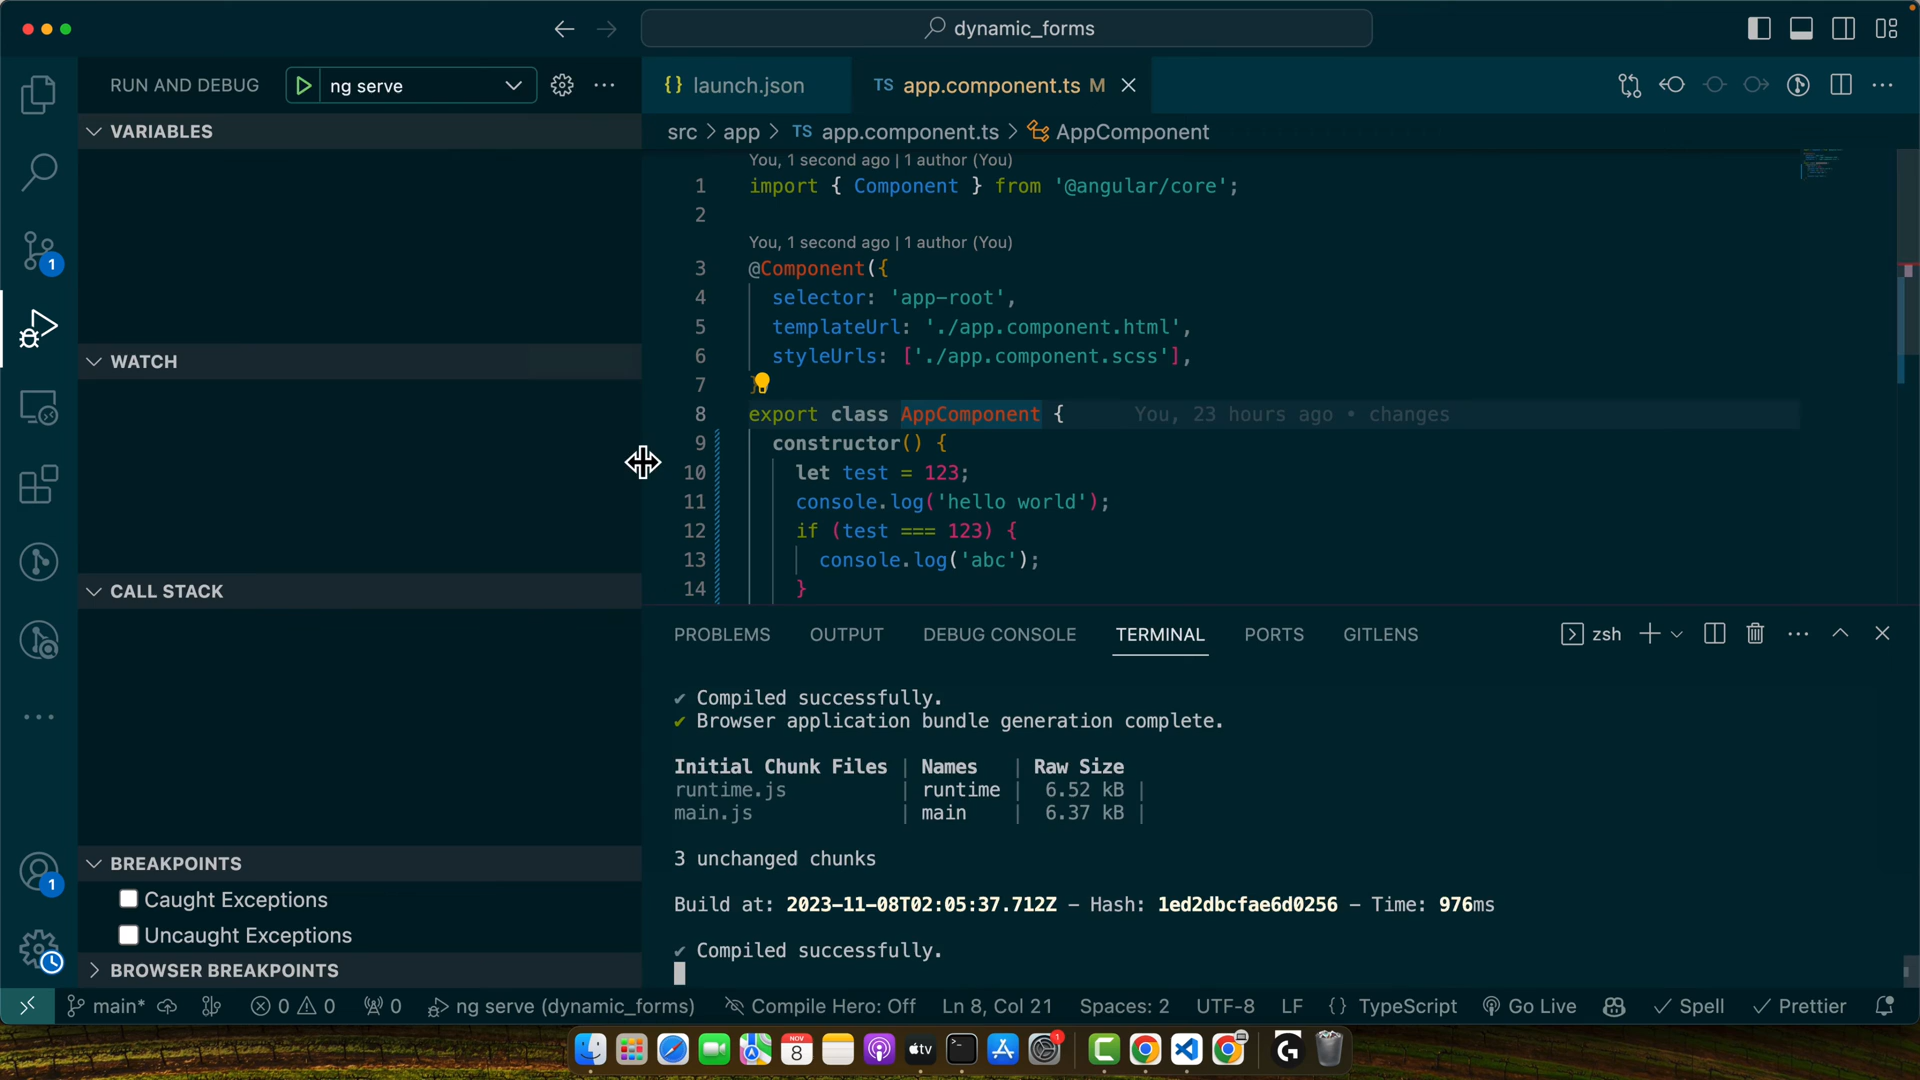 dynamic_forms
RUN AND DEBUG
ng serve
launch.json
TS app.component.ts M
src > app > TS app.component.ts > AppComponent
VARIABLES
WATCH
CALL STACK
BREAKPOINTS
Caught Exceptions
Uncaught Exceptions
BROWSER BREAKPOINTS
1
1
You, 1 second ago | 1 author (You)
1 import { Component } from '@angular/core';
2
You, 1 second ago | 1 author (You)
3 @Component({
4 selector: 'app-root',
5 templateUrl: './app.component.html',
6 styleUrls: ['./app.component.scss'],
7
8 export class AppComponent { You, 23 hours ago • changes
9 constructor() {
10 let test = 123;
11 console.log('hello world');
12 if (test === 123) {
13 console.log('abc');
14 }
PROBLEMS OUTPUT DEBUG CONSOLE TERMINAL PORTS GITLENS
zsh
✔ Compiled successfully.
✔ Browser application bundle generation complete.
Initial Chunk Files | Names | Raw Size
runtime.js | runtime | 6.52 kB |
main.js | main | 6.37 kB |
3 unchanged chunks
Build at: 2023-11-08T02:05:37.712Z - Hash: 1ed2dbcfae6d0256 - Time: 976ms
✔ Compiled successfully.
main* 0 0 0 ng serve (dynamic_forms) Compile Hero: Off Ln 8, Col 21 Spaces: 2 UTF-8 LF {} TypeScript Go Live Spell Prettier
NOV
8
tv
1